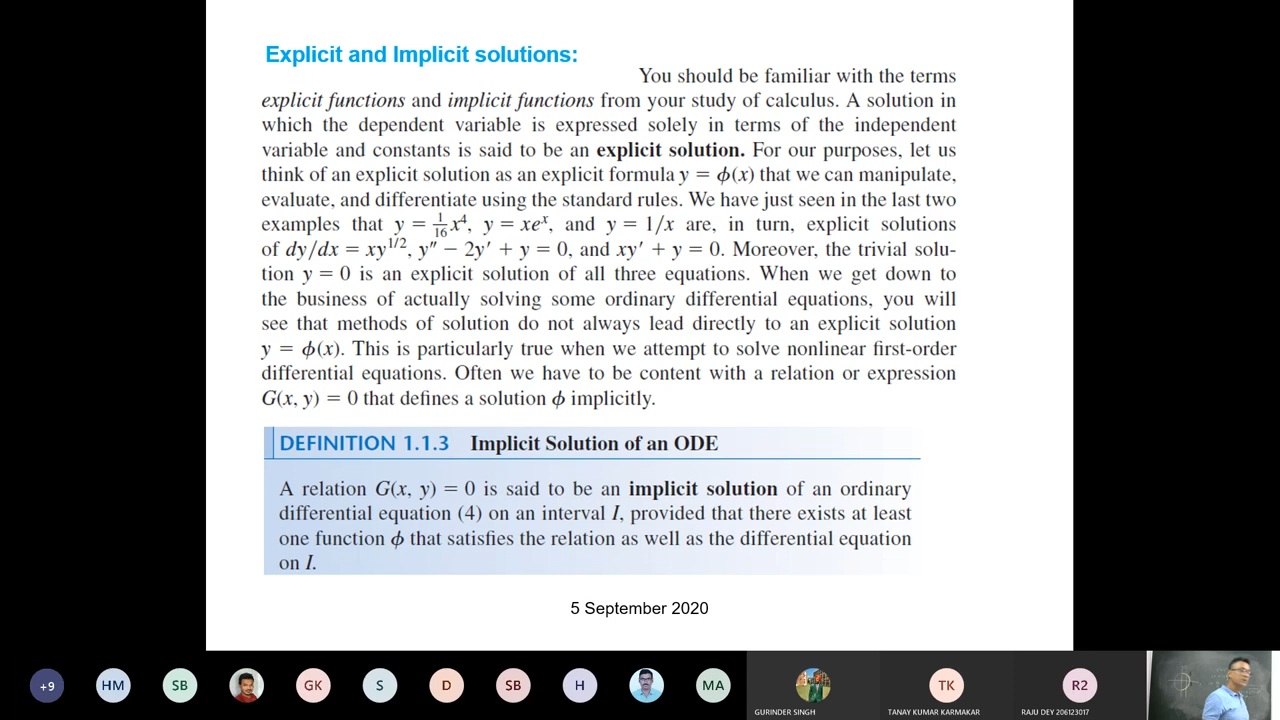 Explicit and Implicit solutions:
You should be familiar with the terms
explicit functions and implicit functions from your study of calculus. A solution in
which the dependent variable is expressed solely in terms of the independent
variable and constants is said to be an explicit solution. For our purposes, let us
think of an explicit solution as an explicit formula y = ϕ(x) that we can manipulate,
evaluate, and differentiate using the standard rules. We have just seen in the last two
examples that y = 1/16 x⁴, y = xeˣ, and y = 1/x are, in turn, explicit solutions
of dy/dx = xy^1/2, y″ − 2y′ + y = 0, and xy′ + y = 0. Moreover, the trivial solu-
tion y = 0 is an explicit solution of all three equations. When we get down to
the business of actually solving some ordinary differential equations, you will
see that methods of solution do not always lead directly to an explicit solution
y = ϕ(x). This is particularly true when we attempt to solve nonlinear first-order
differential equations. Often we have to be content with a relation or expression
G(x, y) = 0 that defines a solution ϕ implicitly.
DEFINITION 1.1.3 Implicit Solution of an ODE
A relation G(x, y) = 0 is said to be an implicit solution of an ordinary
differential equation (4) on an interval I, provided that there exists at least
one function ϕ that satisfies the relation as well as the differential equation
on I.
5 September 2020
+9 HM SB GK S D SB H MA TK R2
GURINDER SINGH TANAY KUMAR KARMAKAR RAJU DEY 206123017